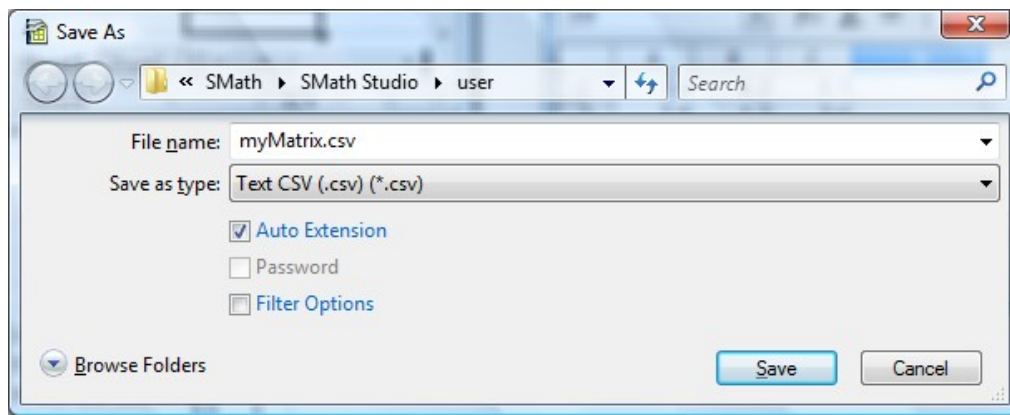 Save As
« SMath ▸ SMath Studio ▸ user
Search
File name: myMatrix.csv
Save as type: Text CSV (.csv) (*.csv)
Auto Extension
Password
Filter Options
Browse Folders
Save
Cancel